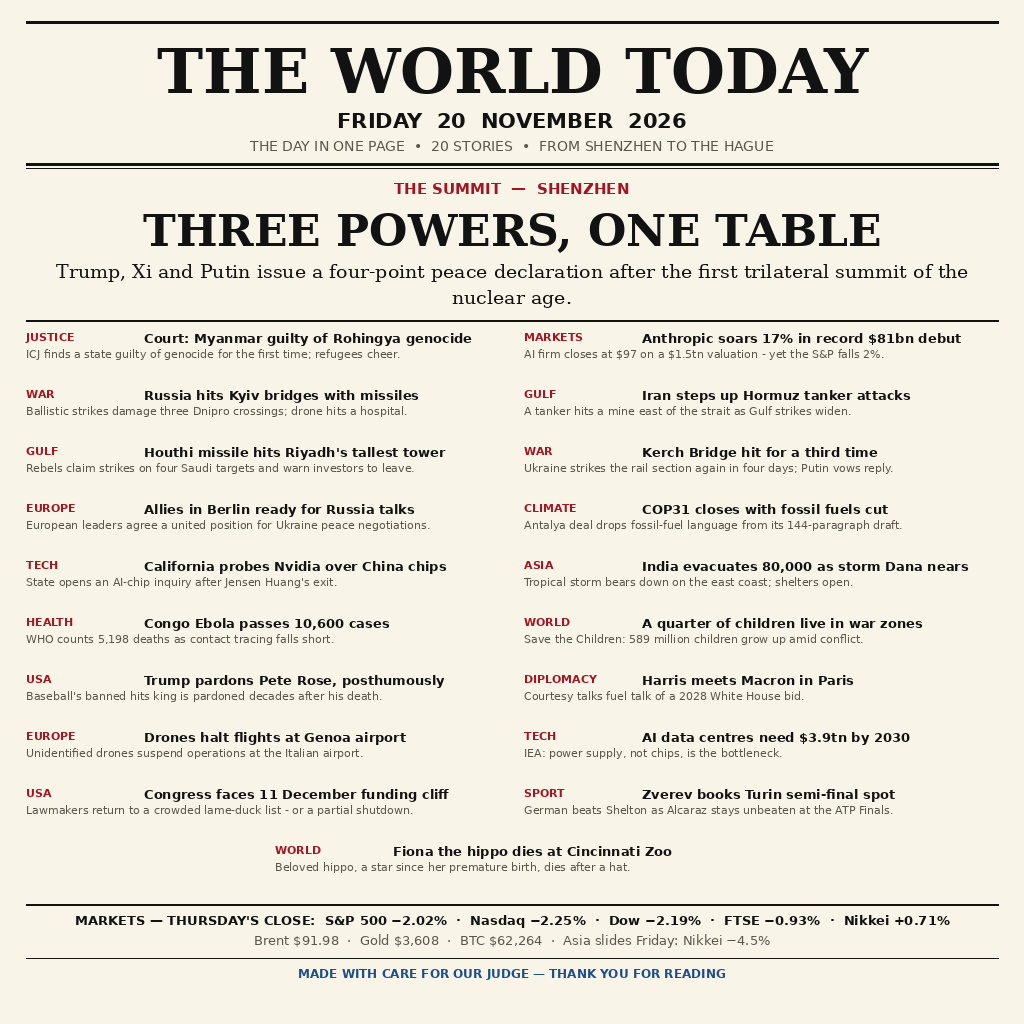 THE WORLD TODAY
FRIDAY 20 NOVEMBER 2026
THE DAY IN ONE PAGE • 20 STORIES • FROM SHENZHEN TO THE HAGUE
THE SUMMIT — SHENZHEN
THREE POWERS, ONE TABLE
Trump, Xi and Putin issue a four-point peace declaration after the first trilateral summit of the
nuclear age.
JUSTICE Court: Myanmar guilty of Rohingya genocide
ICJ finds a state guilty of genocide for the first time; refugees cheer.
MARKETS Anthropic soars 17% in record $81bn debut
AI firm closes at $97 on a $1.5tn valuation - yet the S&P falls 2%.
WAR Russia hits Kyiv bridges with missiles
Ballistic strikes damage three Dnipro crossings; drone hits a hospital.
GULF Iran steps up Hormuz tanker attacks
A tanker hits a mine east of the strait as Gulf strikes widen.
GULF Houthi missile hits Riyadh's tallest tower
Rebels claim strikes on four Saudi targets and warn investors to leave.
WAR Kerch Bridge hit for a third time
Ukraine strikes the rail section again in four days; Putin vows reply.
EUROPE Allies in Berlin ready for Russia talks
European leaders agree a united position for Ukraine peace negotiations.
CLIMATE COP31 closes with fossil fuels cut
Antalya deal drops fossil-fuel language from its 144-paragraph draft.
TECH California probes Nvidia over China chips
State opens an AI-chip inquiry after Jensen Huang's exit.
ASIA India evacuates 80,000 as storm Dana nears
Tropical storm bears down on the east coast; shelters open.
HEALTH Congo Ebola passes 10,600 cases
WHO counts 5,198 deaths as contact tracing falls short.
WORLD A quarter of children live in war zones
Save the Children: 589 million children grow up amid conflict.
USA Trump pardons Pete Rose, posthumously
Baseball's banned hits king is pardoned decades after his death.
DIPLOMACY Harris meets Macron in Paris
Courtesy talks fuel talk of a 2028 White House bid.
EUROPE Drones halt flights at Genoa airport
Unidentified drones suspend operations at the Italian airport.
TECH AI data centres need $3.9tn by 2030
IEA: power supply, not chips, is the bottleneck.
USA Congress faces 11 December funding cliff
Lawmakers return to a crowded lame-duck list - or a partial shutdown.
SPORT Zverev books Turin semi-final spot
German beats Shelton as Alcaraz stays unbeaten at the ATP Finals.
WORLD Fiona the hippo dies at Cincinnati Zoo
Beloved hippo, a star since her premature birth, dies after a hat.
MARKETS — THURSDAY'S CLOSE: S&P 500 −2.02% · Nasdaq −2.25% · Dow −2.19% · FTSE −0.93% · Nikkei +0.71%
Brent $91.98 · Gold $3,608 · BTC $62,264 · Asia slides Friday: Nikkei −4.5%
MADE WITH CARE FOR OUR JUDGE — THANK YOU FOR READING